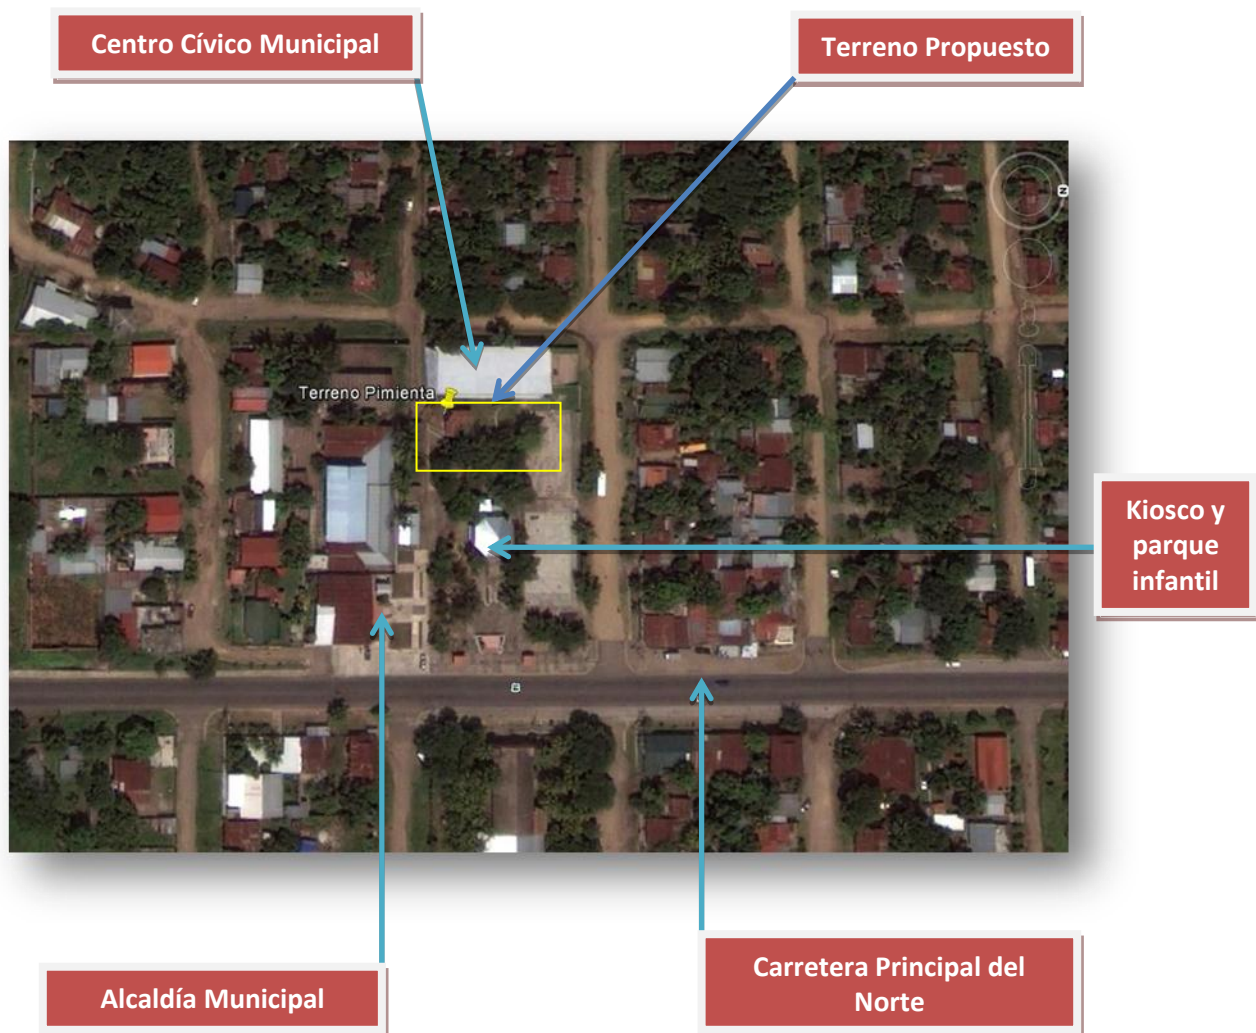 Centro Cívico Municipal
Terreno Propuesto
Terreno Pimienta
Kiosco y
parque
infantil
Carretera Principal del
Norte
Alcaldía Municipal